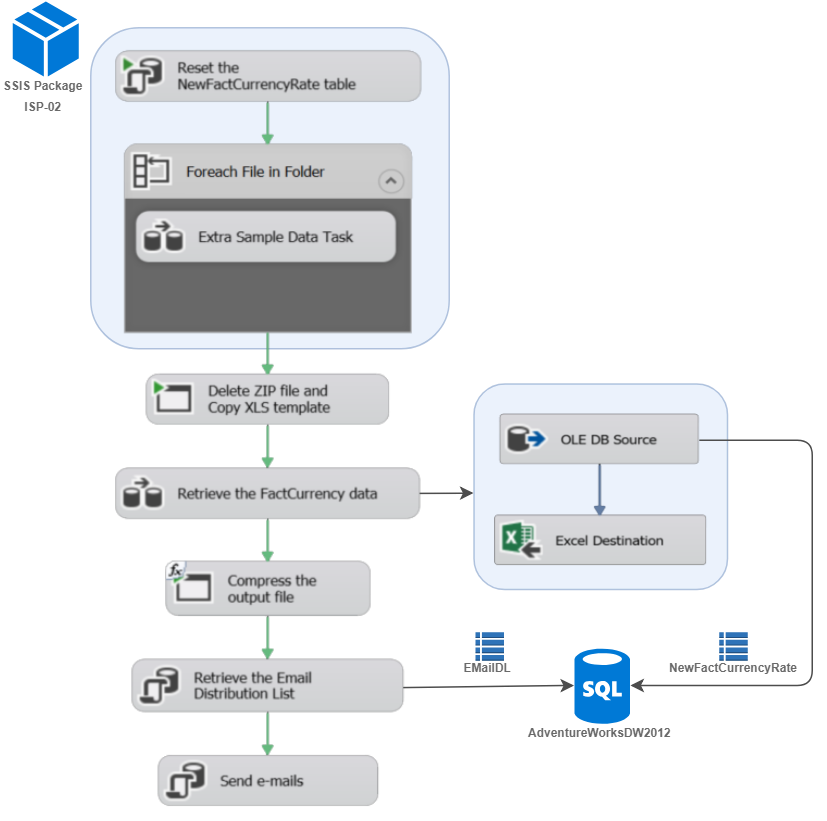 SSIS Package
ISP-02
Reset the
NewFactCurrencyRate table
Foreach File in Folder
Extra Sample Data Task
Delete ZIP file and
Copy XLS template
Retrieve the FactCurrency data
OLE DB Source
X
Excel Destination
fx
Compress the
output file
Retrieve the Email
Distribution List
EMailDL
SQL
AdventureWorksDW2012
NewFactCurrencyRate
Send e-mails